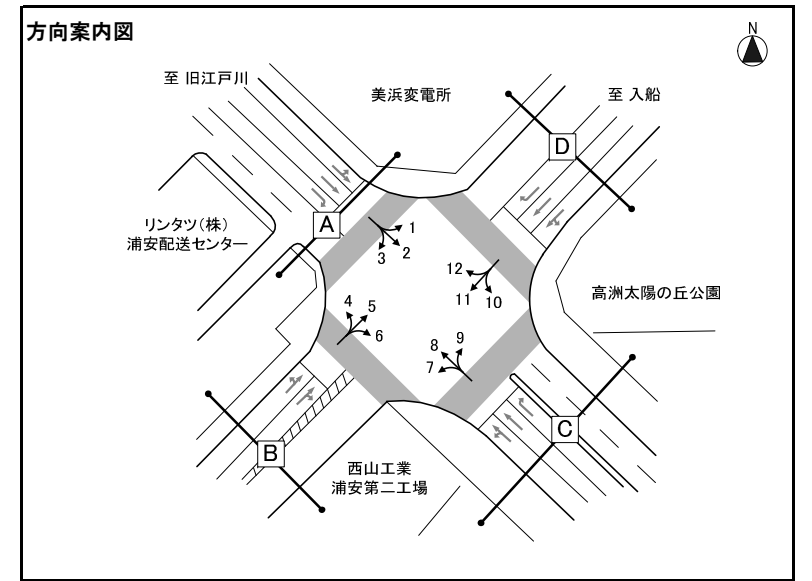 方向案内図
N
至 旧江戸川
美浜変電所
至 入船
D
A
リンタツ（株）
浦安配送センター
1
2
3
12
11
10
高洲太陽の丘公園
4
5
6
8
9
7
B
C
西山工業
浦安第二工場